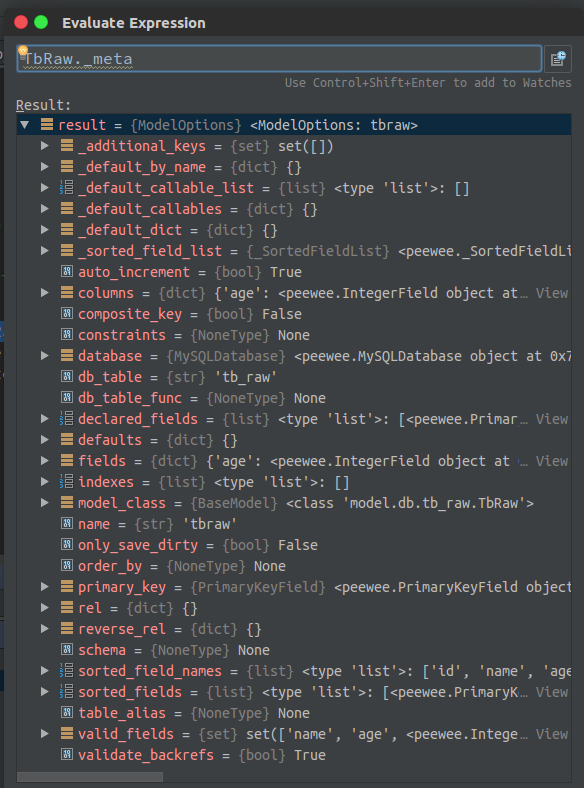 Evaluate Expression
TbRaw._meta
Use Control+Shift+Enter to add to Watches
Result:
result = {ModelOptions} <ModelOptions: tbraw>
_additional_keys = {set} set([])
_default_by_name = {dict} {}
_default_callable_list = {list} <type 'list'>: []
_default_callables = {dict} {}
_default_dict = {dict} {}
_sorted_field_list = {_SortedFieldList} <peewee._SortedFieldLi
auto_increment = {bool} True
columns = {dict} {'age': <peewee.IntegerField object at… View
composite_key = {bool} False
constraints = {NoneType} None
database = {MySQLDatabase} <peewee.MySQLDatabase object at 0x7
db_table = {str} 'tb_raw'
db_table_func = {NoneType} None
declared_fields = {list} <type 'list'>: [<peewee.Primar… View
defaults = {dict} {}
fields = {dict} {'age': <peewee.IntegerField object at … View
indexes = {list} <type 'list'>: []
model_class = {BaseModel} <class 'model.db.tb_raw.TbRaw'>
name = {str} 'tbraw'
only_save_dirty = {bool} False
order_by = {NoneType} None
primary_key = {PrimaryKeyField} <peewee.PrimaryKeyField object
rel = {dict} {}
reverse_rel = {dict} {}
schema = {NoneType} None
sorted_field_names = {list} <type 'list'>: ['id', 'name', 'age
sorted_fields = {list} <type 'list'>: [<peewee.PrimaryK… View
table_alias = {NoneType} None
valid_fields = {set} set(['name', 'age', <peewee.Intege… View
validate_backrefs = {bool} True